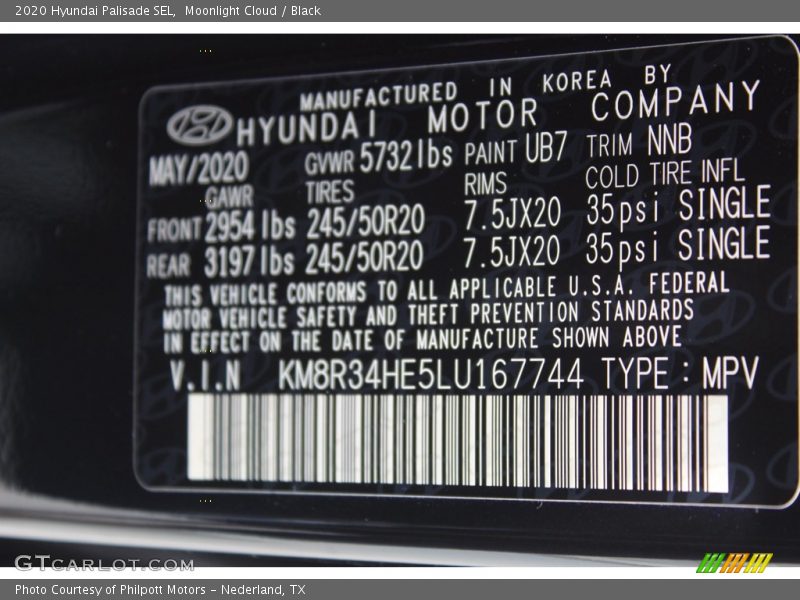 2020 Hyundai Palisade SEL,  Moonlight Cloud / Black
MANUFACTURED IN KOREA BY
HYUNDAI MOTOR COMPANY
MAY/2020 GVWR 5732 lbs PAINT UB7 TRIM NNB
GAWR TIRES RIMS COLD TIRE INFL
FRONT 2954 lbs 245/50R20 7.5JX20 35psi SINGLE
REAR 3197 lbs 245/50R20 7.5JX20 35psi SINGLE
THIS VEHICLE CONFORMS TO ALL APPLICABLE U.S.A. FEDERAL
MOTOR VEHICLE SAFETY AND THEFT PREVENTION STANDARDS
IN EFFECT ON THE DATE OF MANUFACTURE SHOWN ABOVE
V.I.N KM8R34HE5LU167744 TYPE : MPV
GTCARLOT.COM
Photo Courtesy of Philpott Motors - Nederland, TX